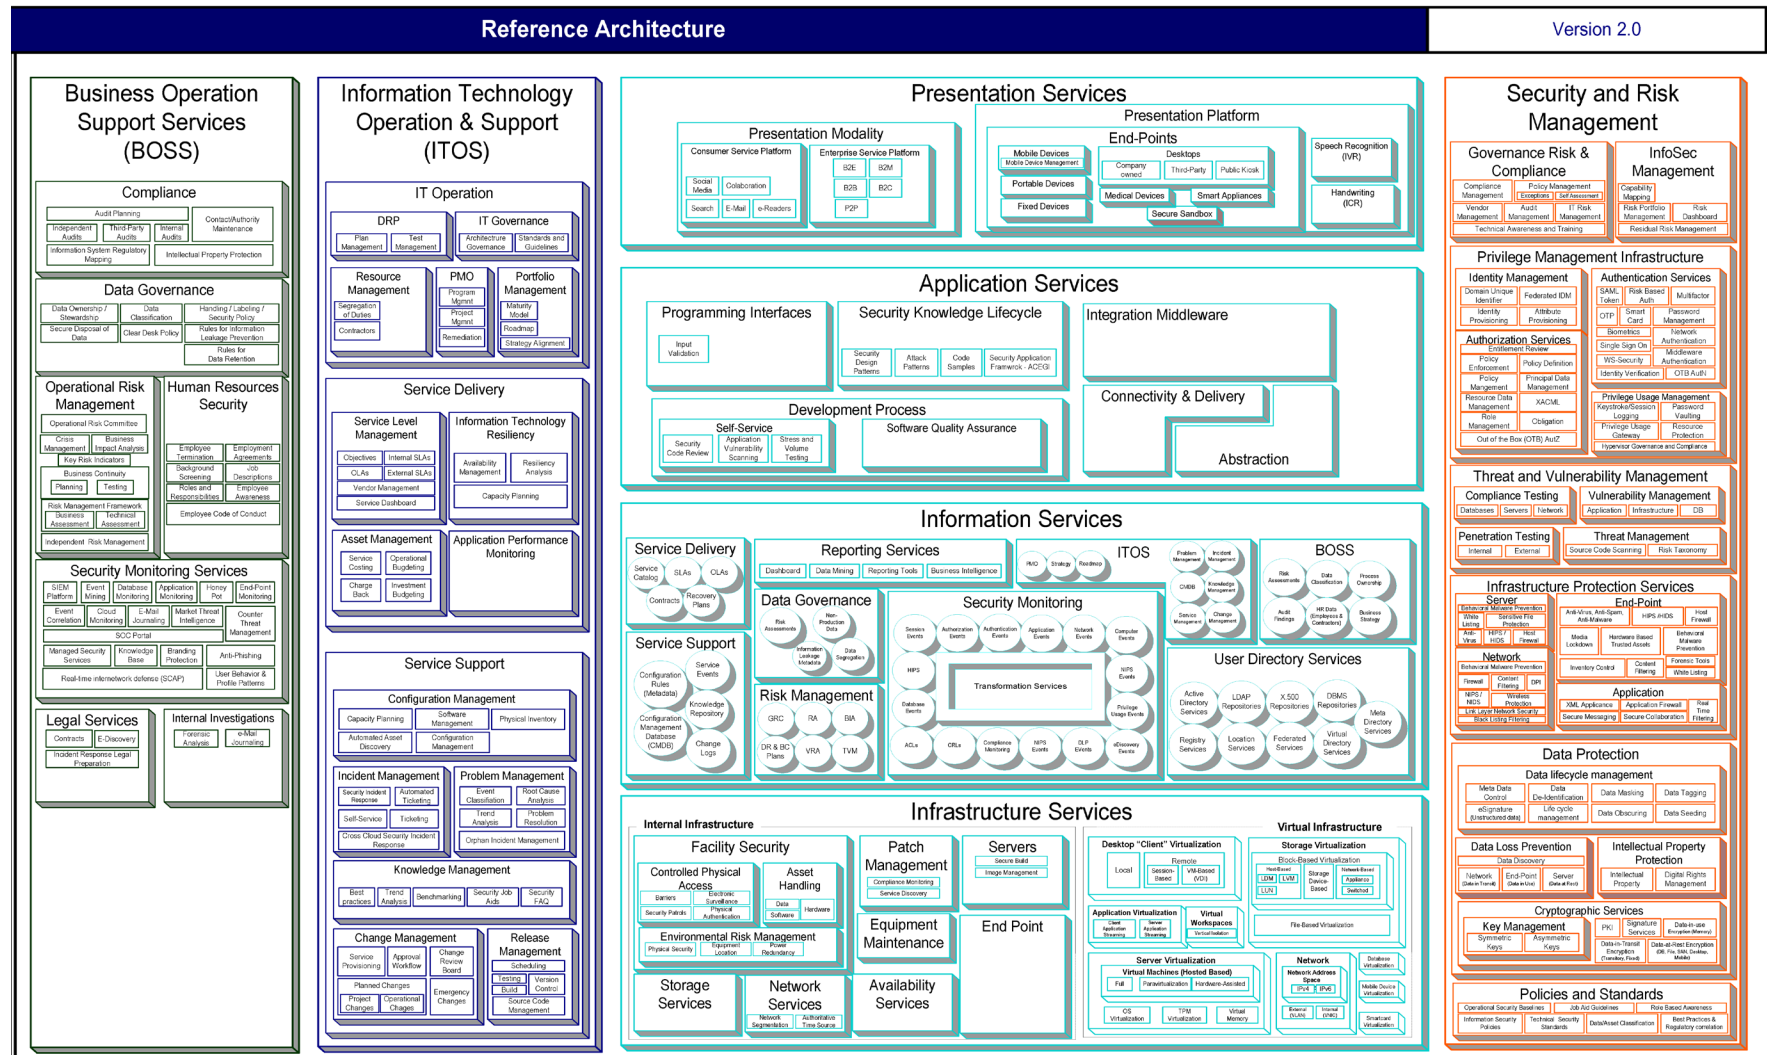 Reference Architecture
Version 2.0
Business Operation
Support Services
(BOSS)
Compliance
Audit Planning
Contact/Authority
Maintenance
Independent
Audits
Third-Party
Audits
Internal
Audits
Information System Regulatory
Mapping
Intellectual Property Protection
Data Governance
Data Ownership /
Stewardship
Data
Classification
Handling / Labeling /
Security Policy
Secure Disposal of
Data
Clear Desk Policy
Rules for Information
Leakage Prevention
Rules for
Data Retention
Operational Risk
Management
Operational Risk Committee
Crisis
Management
Business
Impact Analysis
Key Risk Indicators
Business Continuity
Planning
Testing
Risk Management Framework
Business
Assessment
Technical
Assessment
Independent Risk Management
Human Resources
Security
Employee
Termination
Employment
Agreements
Background
Screening
Job
Descriptions
Roles and
Responsibilities
Employee
Awareness
Employee Code of Conduct
Security Monitoring Services
SIEM
Platform
Event
Mining
Database
Monitoring
Application
Monitoring
Honey
Pot
End-Point
Monitoring
Event
Correlation
Cloud
Monitoring
E-Mail
Journaling
Market Threat
Intelligence
Counter
Threat
Management
SOC Portal
Managed Security
Services
Knowledge
Base
Branding
Protection
Anti-Phishing
Real-time internetwork defense (SCAP)
User Behavior &
Profile Patterns
Legal Services
Contracts
E-Discovery
Incident Response Legal
Preparation
Internal Investigations
Forensic
Analysis
e-Mail
Journaling
Information Technology
Operation & Support
(ITOS)
IT Operation
DRP
Plan
Management
Test
Management
IT Governance
Architectrure
Governance
Standards and
Guidelines
Resource
Management
Segregation
of Duties
Contractors
PMO
Program
Mgmnt
Project
Mgmnt
Remediation
Portfolio
Management
Maturity
Model
Roadmap
Strategy Alignment
Service Delivery
Service Level
Management
Objectives
Internal SLAs
OLAs
External SLAs
Vendor Management
Service Dashboard
Information Technology
Resiliency
Availability
Management
Resiliency
Analysis
Capacity Planning
Asset Management
Service
Costing
Operational
Budgeting
Charge
Back
Investment
Budgeting
Application Performance
Monitoring
Service Support
Configuration Management
Capacity Planning
Software
Management
Physical Inventory
Automated Asset
Discovery
Configuration
Management
Incident Management
Security Incident
Response
Automated
Ticketing
Self-Service
Ticketing
Cross Cloud Security Incident
Response
Problem Management
Event
Classifiation
Root Cause
Analysis
Trend
Analysis
Problem
Resolution
Orphan Incident Management
Knowledge Management
Best
practices
Trend
Analysis
Benchmarking
Security Job
Aids
Security
FAQ
Change Management
Service
Provisioning
Approval
Workflow
Change
Review
Board
Planned Changes
Project
Changes
Operational
Chages
Emergency
Changes
Release
Management
Scheduling
Testing
Build
Version
Control
Source Code
Management
Presentation Services
Presentation Modality
Consumer Service Platform
Social
Media
Colaboration
Search
E-Mail
e-Readers
Enterprise Service Platform
B2E
B2M
B2B
B2C
P2P
Presentation Platform
End-Points
Mobile Devices
Mobile Device Management
Portable Devices
Fixed Devices
Desktops
Company
owned
Third-Party
Public Kiosk
Medical Devices
Smart Appliances
Secure Sandbox
Speech Recognition
(IVR)
Handwriting
(ICR)
Application Services
Programming Interfaces
Input
Validation
Security Knowledge Lifecycle
Security
Design
Patterns
Attack
Patterns
Code
Samples
Security Application
Framwrok - ACEGI
Integration Middleware
Development Process
Self-Service
Security
Code Review
Application
Vulnerability
Scanning
Stress and
Volume
Testing
Software Quality Assurance
Connectivity & Delivery
Abstraction
Information Services
Service Delivery
Service
Catalog
SLAs
OLAs
Contracts
Recovery
Plans
Reporting Services
Dashboard
Data Mining
Reporting Tools
Business Intelligence
ITOS
PMO
Strategy
Roadmap
Problem
Management
Incident
Management
CMDB
Knowledge
Management
Service
Management
Change
Management
BOSS
Risk
Assessments
Data
Classification
Process
Ownership
Audit
Findings
HR Data
(Employees &
Contractors)
Business
Strategy
Data Governance
Risk
Assessments
Non-
Production
Data
Information
Leakage
Metadata
Data
Segregation
Security Monitoring
Session
Events
Authorization
Events
Authentication
Events
Application
Events
Network
Events
Computer
Events
HIPS
Transformation Services
NIPS
Events
Database
Events
Privilege
Usage Events
ACLs
CRLs
Compliance
Monitoring
NIPS
Events
DLP
Events
eDiscovery
Events
Service Support
Configuration
Rules
(Metadata)
Service
Events
Knowledge
Repository
Configuration
Management
Database
(CMDB)
Change
Logs
Risk Management
GRC
RA
BIA
DR & BC
Plans
VRA
TVM
User Directory Services
Active
Directory
Services
LDAP
Repositories
X.500
Repositories
DBMS
Repositories
Meta
Directory
Services
Registry
Services
Location
Services
Federated
Services
Virtual
Directory
Services
Infrastructure Services
Internal Infrastructure
Facility Security
Controlled Physical
Access
Barriers
Electronic
Surveillance
Security Patrols
Physical
Authentication
Asset
Handling
Data
Software
Hardware
Environmental Risk Management
Physical Security
Equipment
Location
Power
Redundancy
Patch
Management
Compliance Monitoring
Service Discovery
Servers
Secure Build
Image Management
Equipment
Maintenance
End Point
Storage
Services
Network
Services
Network
Segmentation
Authoritative
Time Source
Availability
Services
Virtual Infrastructure
Desktop "Client" Virtualization
Local
Remote
Session-
Based
VM-Based
(VDI)
Storage Virtualization
Block-Based Virtualization
Host-Based
LDM
LVM
LUN
Storage
Device-
Based
Network-Based
Appliance
Switched
File-Based Virtualization
Application Virtualization
Client
Application
Streaming
Server
Application
Streaming
Virtual
Workspaces
Vertical Isolation
Server Virtualization
Virtual Machines (Hosted Based)
Full
Paravirtualization
Hardware-Assisted
OS
Virtualization
TPM
Virtualization
Virtual
Memory
Network
Network Address
Space
IPv4
IPv6
External
(VLAN)
Internal
(VNIC)
Database
Virtualization
Mobile Device
Virtualization
Smartcard
Virtualization
Security and Risk
Management
Governance Risk &
Compliance
Compliance
Management
Policy Management
Exceptions
Self Assessment
Vendor
Management
Audit
Management
IT Risk
Management
Technical Awareness and Training
InfoSec
Management
Capability
Mapping
Risk Portfolio
Management
Risk
Dashboard
Residual Risk Management
Privilege Management Infrastructure
Identity Management
Domain Unique
Identifier
Federated IDM
Identity
Provisioning
Attribute
Provisioning
Authentication Services
SAML
Token
Risk Based
Auth
Multifactor
OTP
Smart
Card
Password
Management
Biometrics
Network
Authentication
Single Sign On
Middleware
Authentication
WS-Security
Identity Verification
OTB AutN
Authorization Services
Entitlement Review
Policy
Enforcement
Policy Definition
Policy
Mangement
Principal Data
Management
Resource Data
Management
XACML
Role
Management
Obligation
Out of the Box (OTB) AutZ
Privilege Usage Management
Keystroke/Session
Logging
Password
Vaulting
Privilege Usage
Gateway
Resource
Protection
Hypervisor Governance and Compliance
Threat and Vulnerability Management
Compliance Testing
Databases
Servers
Network
Vulnerability Management
Application
Infrastructure
DB
Penetration Testing
Internal
External
Threat Management
Source Code Scanning
Risk Taxonomy
Infrastructure Protection Services
Server
Behavioral Malware Prevention
White
Listing
Sensitive File
Protection
Anti-
Virus
HIPS /
HIDS
Host
Firewall
End-Point
Anti-Virus, Anti-Spam,
Anti-Malware
HIPS /HIDS
Host
Firewall
Media
Lockdown
Hardware Based
Trusted Assets
Behavioral
Malware
Prevention
Inventory Control
Content
Filtering
Forensic Tools
White Listing
Network
Behavioral Malware Prevention
Firewall
Content
Filtering
DPI
NIPS /
NIDS
Wireless
Protection
Link Layer Network Security
Black Listing Filtering
Application
XML Applicance
Application Firewall
Secure Messaging
Secure Collaboration
Real
Time
Filtering
Data Protection
Data lifecycle management
Meta Data
Control
Data
De-Identification
Data Masking
Data Tagging
eSignature
(Unstructured data)
Life cycle
management
Data Obscuring
Data Seeding
Data Loss Prevention
Data Discovery
Network
(Data in Transit)
End-Point
(Data in Use)
Server
(Data at Rest)
Intellectual Property
Protection
Intellectual
Property
Digital Rights
Management
Cryptographic Services
Key Management
Symmetric
Keys
Asymmetric
Keys
PKI
Signature
Services
Data-in-use
Encryption (Memory)
Data-in-Transit
Encryption
(Transitory, Fixed)
Data-at-Rest Encryption
(DB, File, SAN, Desktop,
Mobile)
Policies and Standards
Operational Security Baselines
Job Aid Guidelines
Role Based Awareness
Information Security
Policies
Technical Security
Standards
Data/Asset Classification
Best Practices &
Regulatory correlation